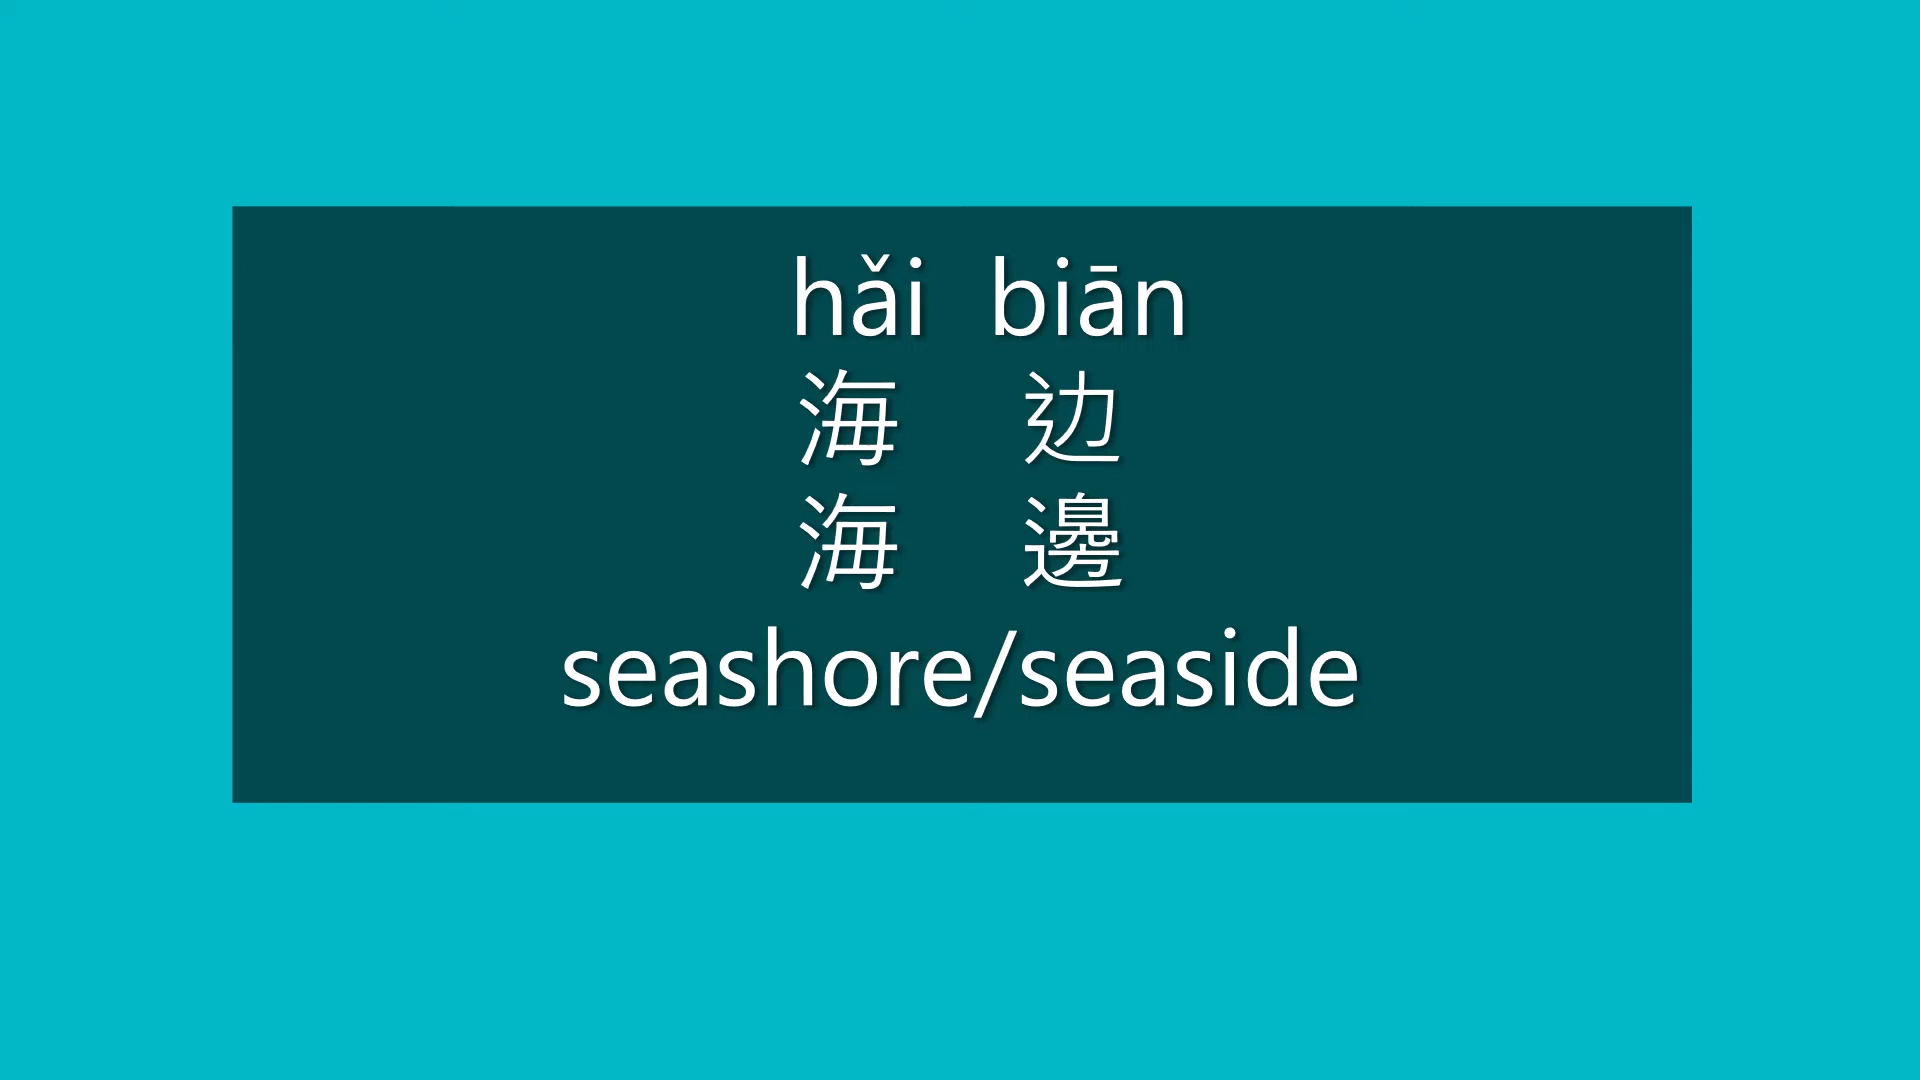 hǎi biān
海 边
海 邊
seashore/seaside